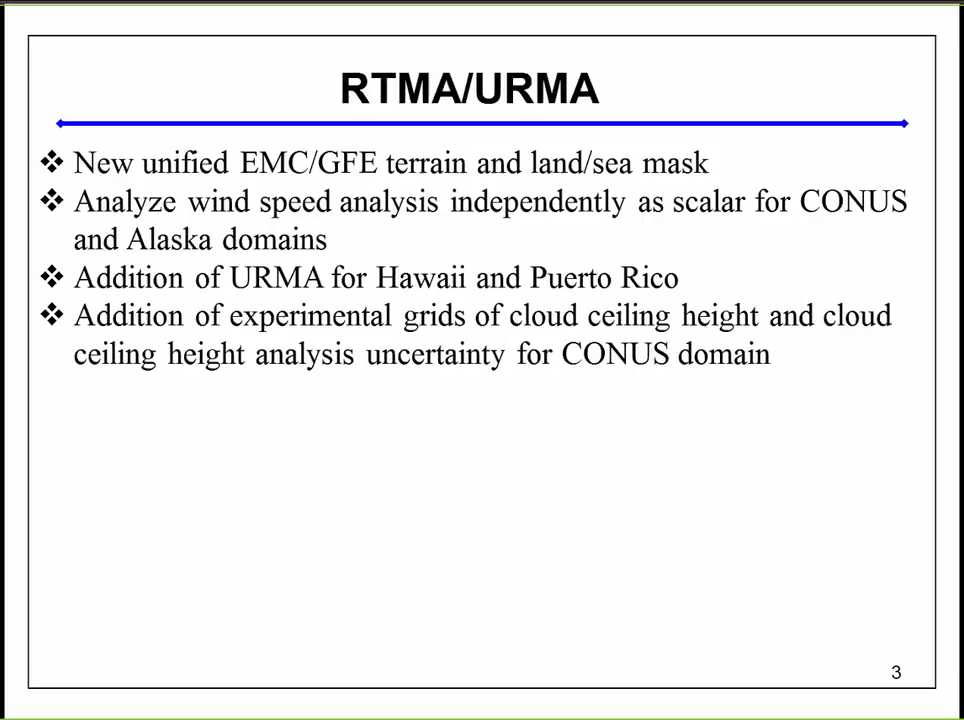 RTMA/URMA
❖ New unified EMC/GFE terrain and land/sea mask
❖ Analyze wind speed analysis independently as scalar for CONUS
and Alaska domains
❖ Addition of URMA for Hawaii and Puerto Rico
❖ Addition of experimental grids of cloud ceiling height and cloud
ceiling height analysis uncertainty for CONUS domain
3